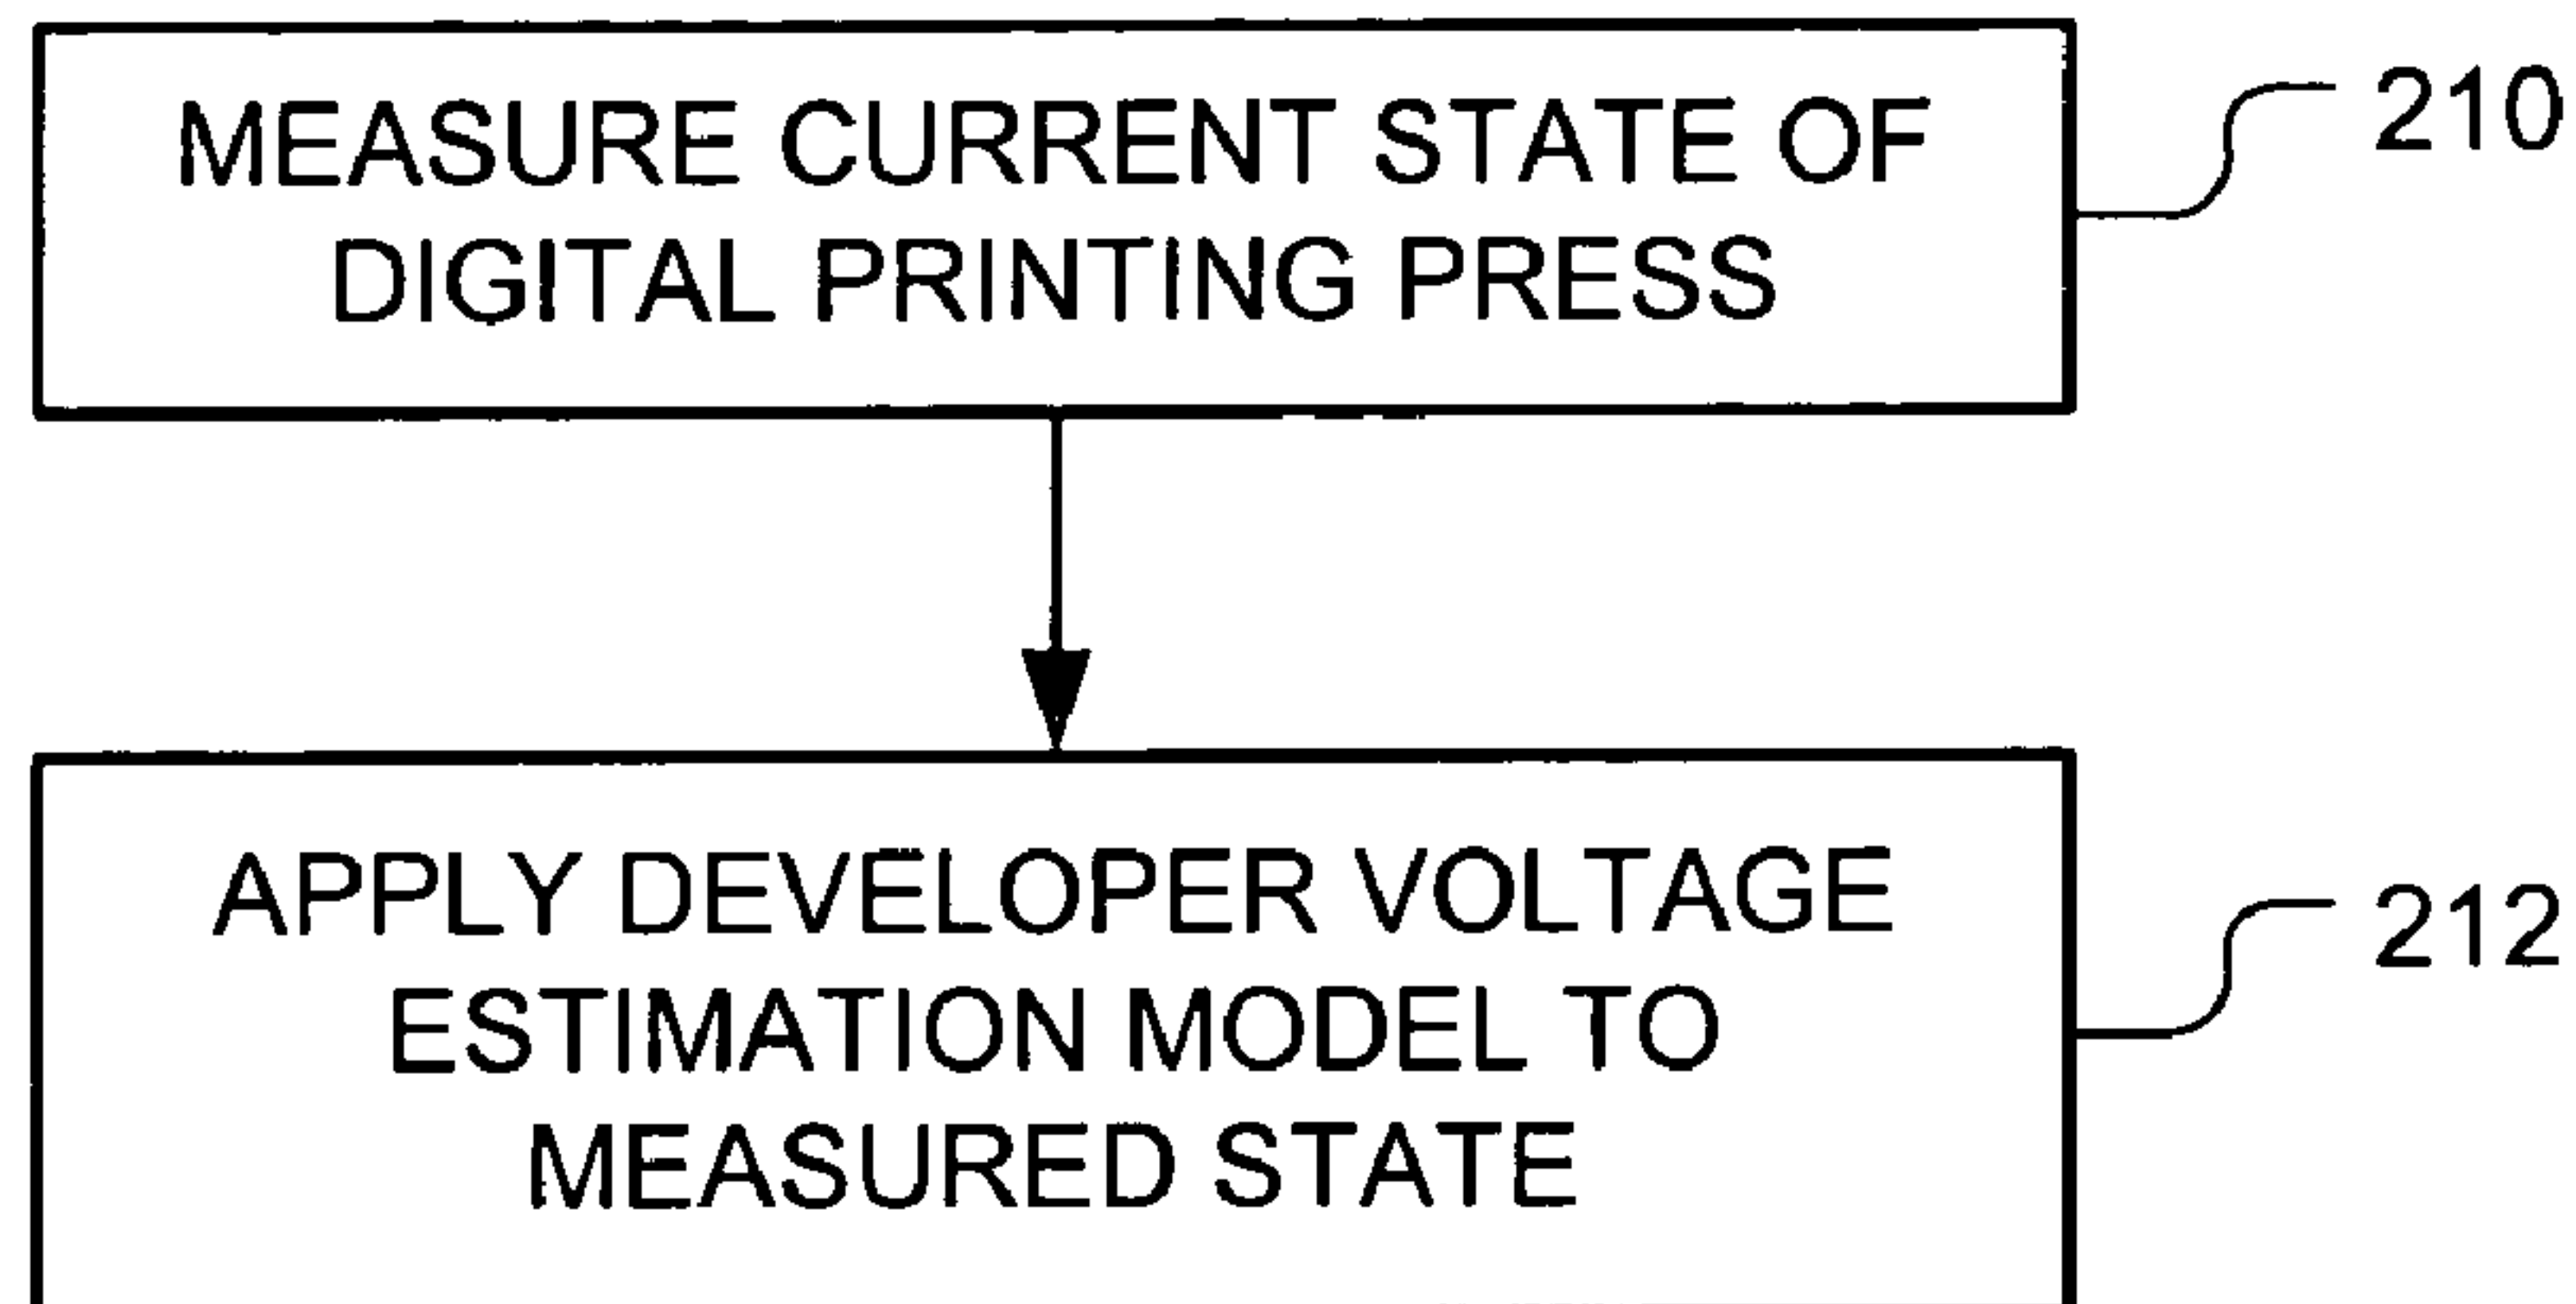 MEASURE CURRENT STATE OF
DIGITAL PRINTING PRESS
210
APPLY DEVELOPER VOLTAGE
ESTIMATION MODEL TO
MEASURED STATE
212